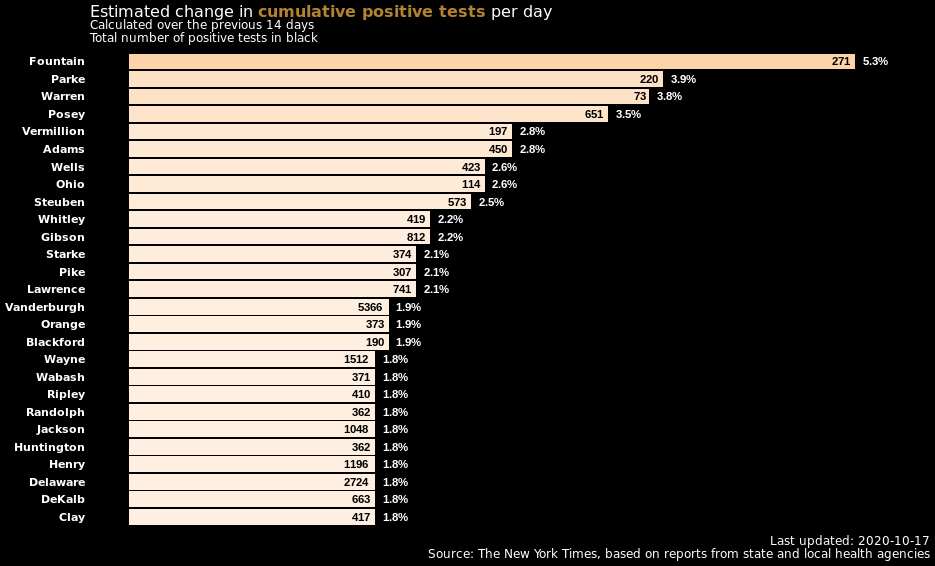 Estimated change in cumulative positive tests per day
Calculated over the previous 14 days
Total number of positive tests in black
Fountain 271 5.3%
Parke 220 3.9%
Warren 73 3.8%
Posey 651 3.5%
Vermillion 197 2.8%
Adams 450 2.8%
Wells 423 2.6%
Ohio 114 2.6%
Steuben 573 2.5%
Whitley 419 2.2%
Gibson 812 2.2%
Starke 374 2.1%
Pike 307 2.1%
Lawrence 741 2.1%
Vanderburgh 5366 1.9%
Orange 373 1.9%
Blackford 190 1.9%
Wayne 1512 1.8%
Wabash 371 1.8%
Ripley 410 1.8%
Randolph 362 1.8%
Jackson 1048 1.8%
Huntington 362 1.8%
Henry 1196 1.8%
Delaware 2724 1.8%
DeKalb 663 1.8%
Clay 417 1.8%
Last updated: 2020-10-17
Source: The New York Times, based on reports from state and local health agencies